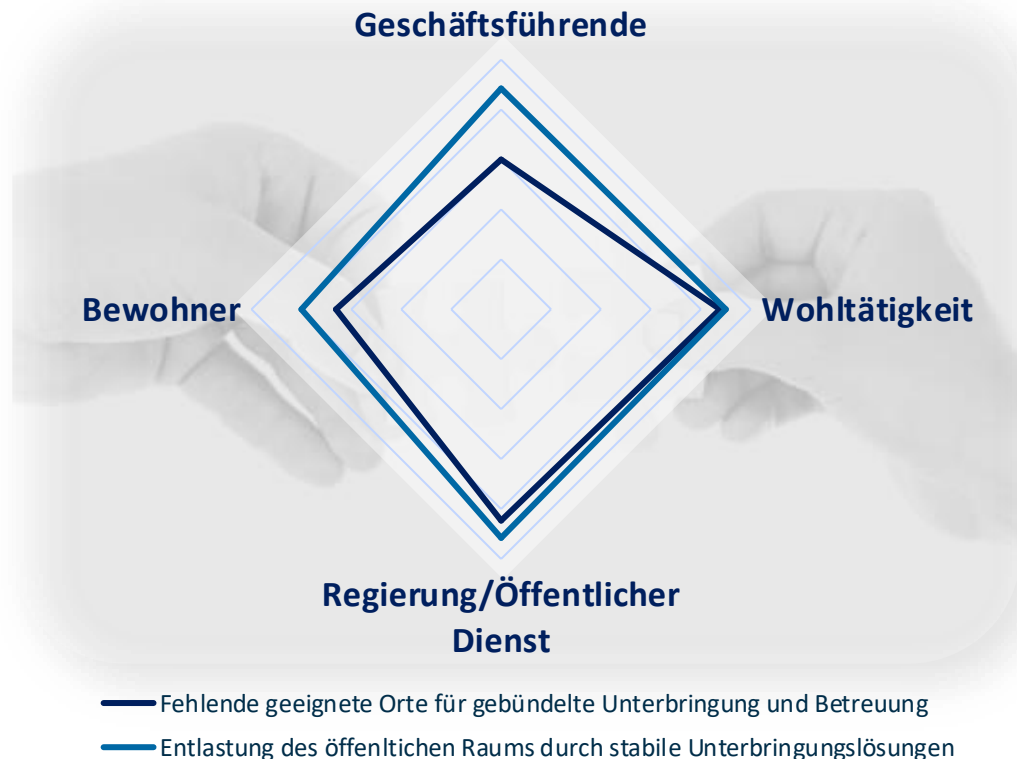 Geschäftsführende
Bewohner
Wohltätigkeit
Regierung/Öffentlicher
Dienst
Fehlende geeignete Orte für gebündelte Unterbringung und Betreuung
Entlastung des öffenltichen Raums durch stabile Unterbringungslösungen